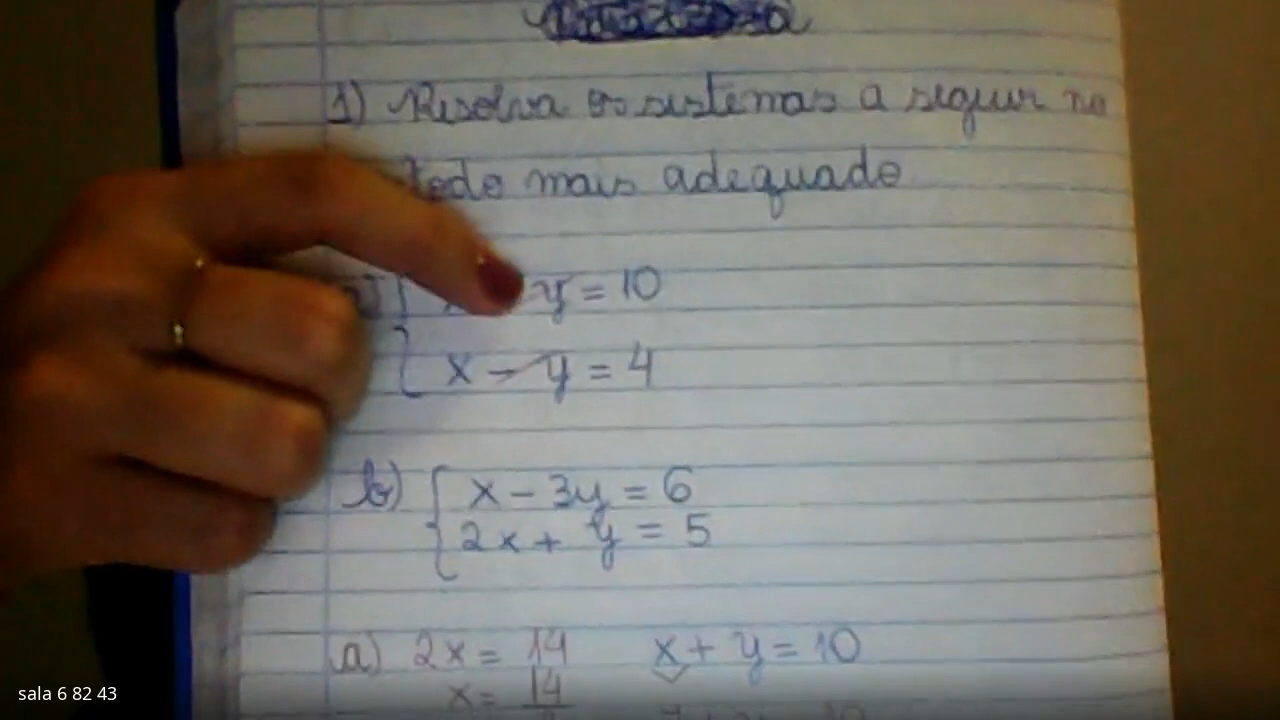 1) Resolva os sistemas a seguir no
todo mais adequado
y = 10
x - y = 4
b) x - 3y = 6
2x + y = 5
a) 2x = 14 x + y = 10
x = 14
sala 6 82 43